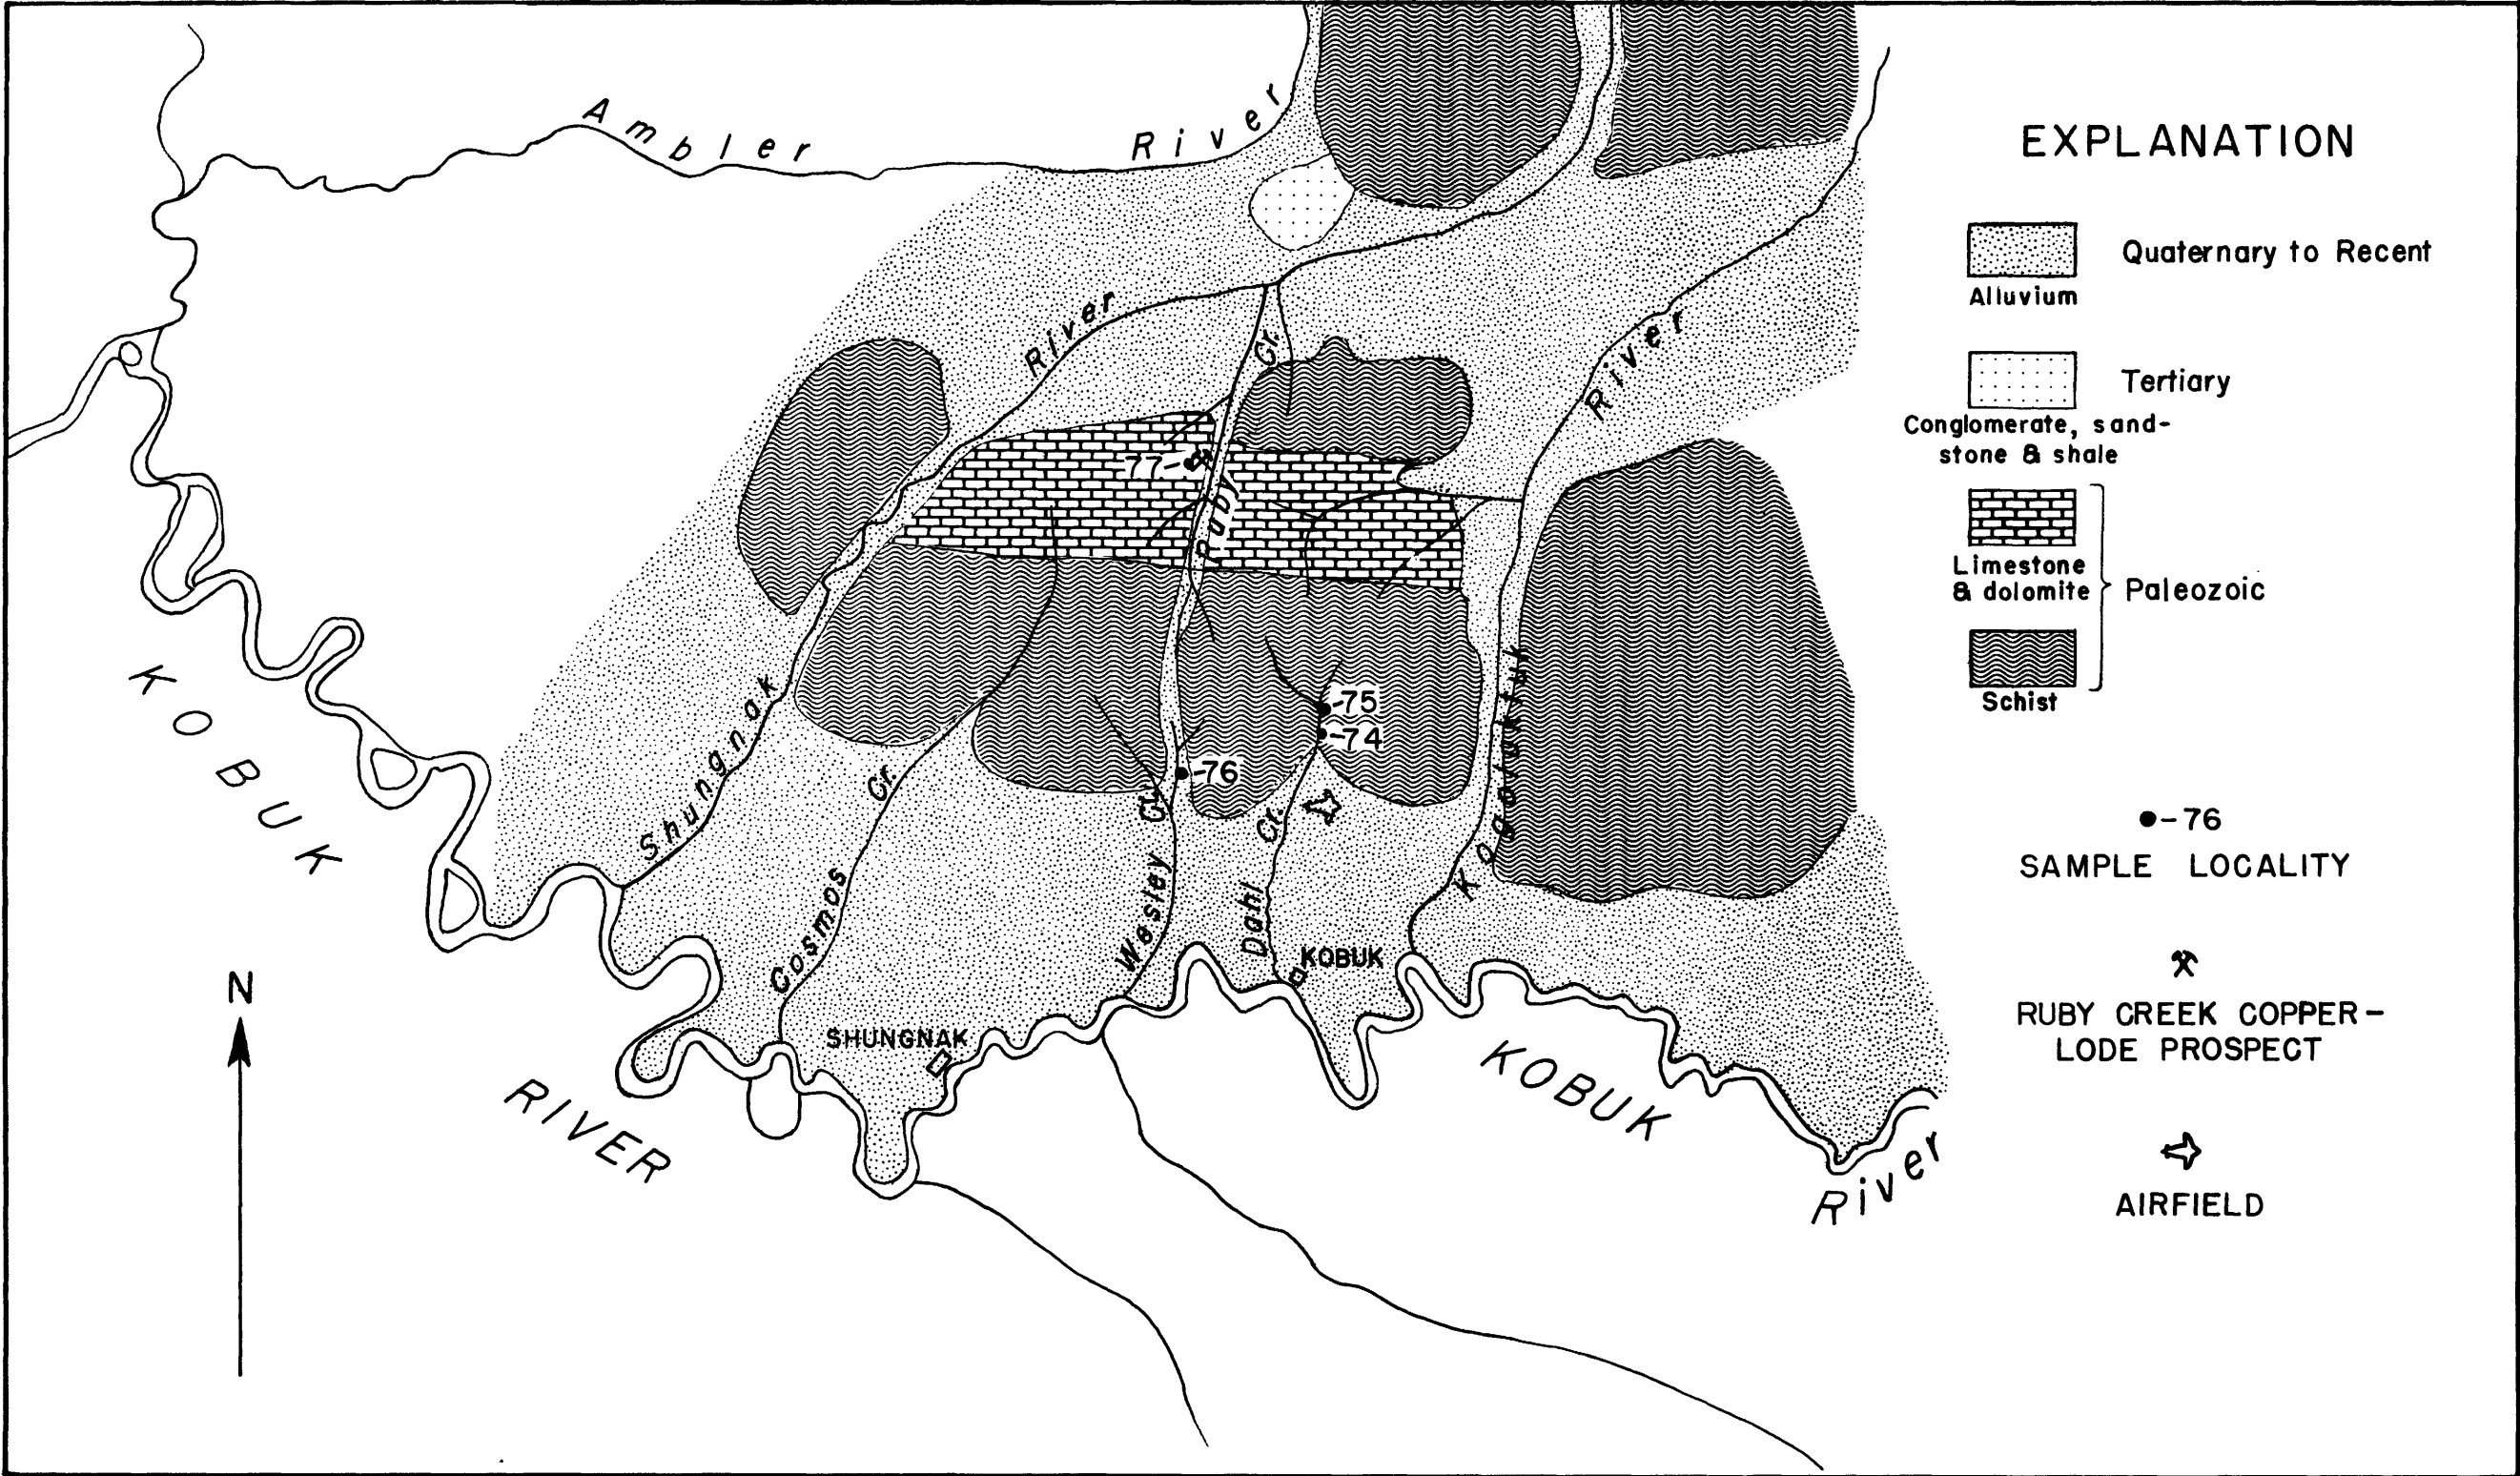 Ambler River
EXPLANATION
Quaternary to Recent
Alluvium
Tertiary
Conglomerate, sand-
stone & shale
Limestone
& dolomite
Paleozoic
Schist
●-76
SAMPLE LOCALITY
RUBY CREEK COPPER-
LODE PROSPECT
AIRFIELD
Shungnak River
Ruby Cr.
Kogoluktuk River
77-
-75
-74
-76
Cosmos Cr.
Wesley Cr.
Dahl Cr.
KOBUK
SHUNGNAK
KOBUK RIVER
KOBUK River
N